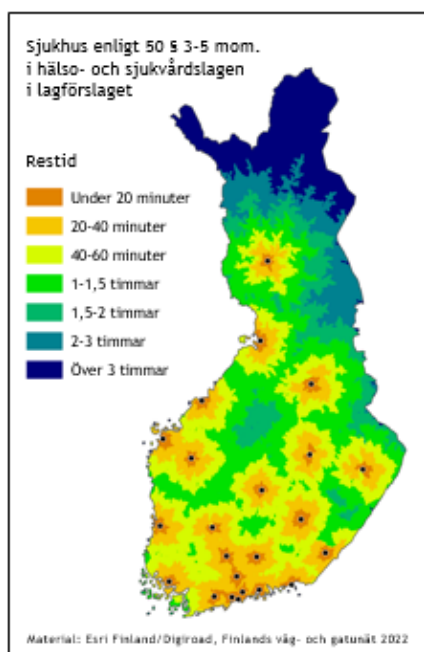 Sjukhus enligt 50 § 3-5 mom.
i hälso- och sjukvårdslagen
i lagförslaget
Restid
Under 20 minuter
20-40 minuter
40-60 minuter
1-1,5 timmar
1,5-2 timmar
2-3 timmar
Över 3 timmar
Material: Esri Finland/Digiroad, Finlands väg- och gatunät 2022